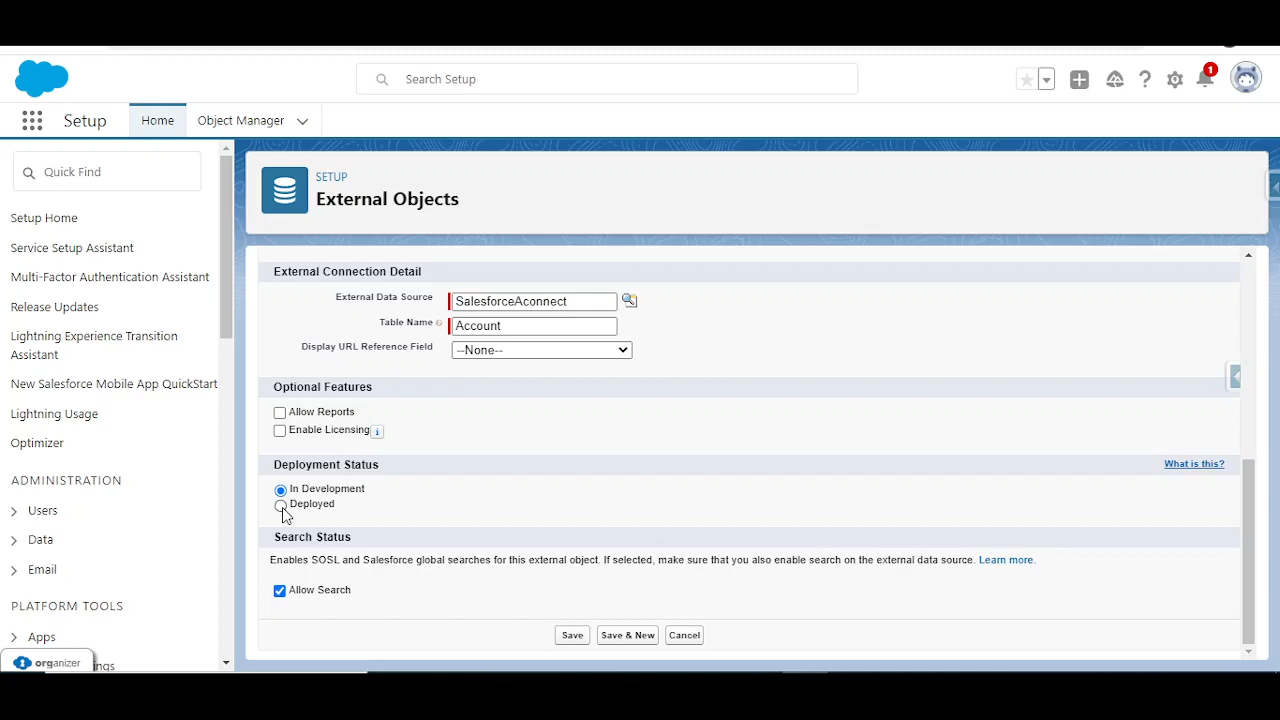 Search Setup
1
Setup
Home
Object Manager
Quick Find
Setup Home
Service Setup Assistant
Multi-Factor Authentication Assistant
Release Updates
Lightning Experience Transition
Assistant
New Salesforce Mobile App QuickStart
Lightning Usage
Optimizer
ADMINISTRATION
Users
Data
Email
PLATFORM TOOLS
Apps
organizer
SETUP
External Objects
External Connection Detail
External Data Source
SalesforceAconnect
Table Name
Account
Display URL Reference Field
--None--
Optional Features
Allow Reports
Enable Licensing
i
Deployment Status
What is this?
In Development
Deployed
Search Status
Enables SOSL and Salesforce global searches for this external object. If selected, make sure that you also enable search on the external data source. Learn more.
Allow Search
Save
Save & New
Cancel